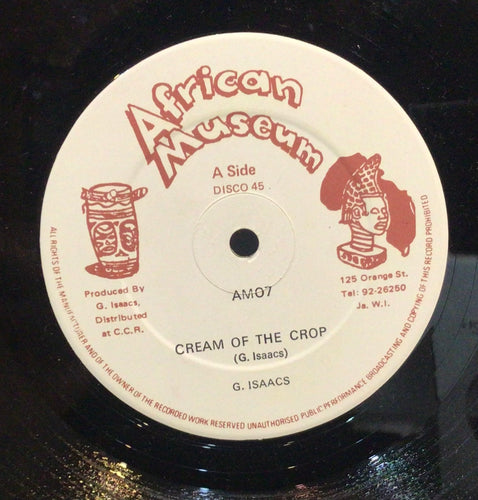 African
Museum
A Side
DISCO 45
Produced By
G. Isaacs,
Distributed
at C.C.R.
125 Orange St.
Tel: 92-26250
Ja. W.I.
AMO7
CREAM OF THE CROP
(G. Isaacs)
G. ISAACS
ALL RIGHTS OF THE MANUFACTURER AND OF THE OWNER OF THE RECORDED WORK RESERVED UNAUTHORISED PUBLIC PERFORMANCE BROADCASTING AND COPYING OF THIS RECORD PROHIBITED